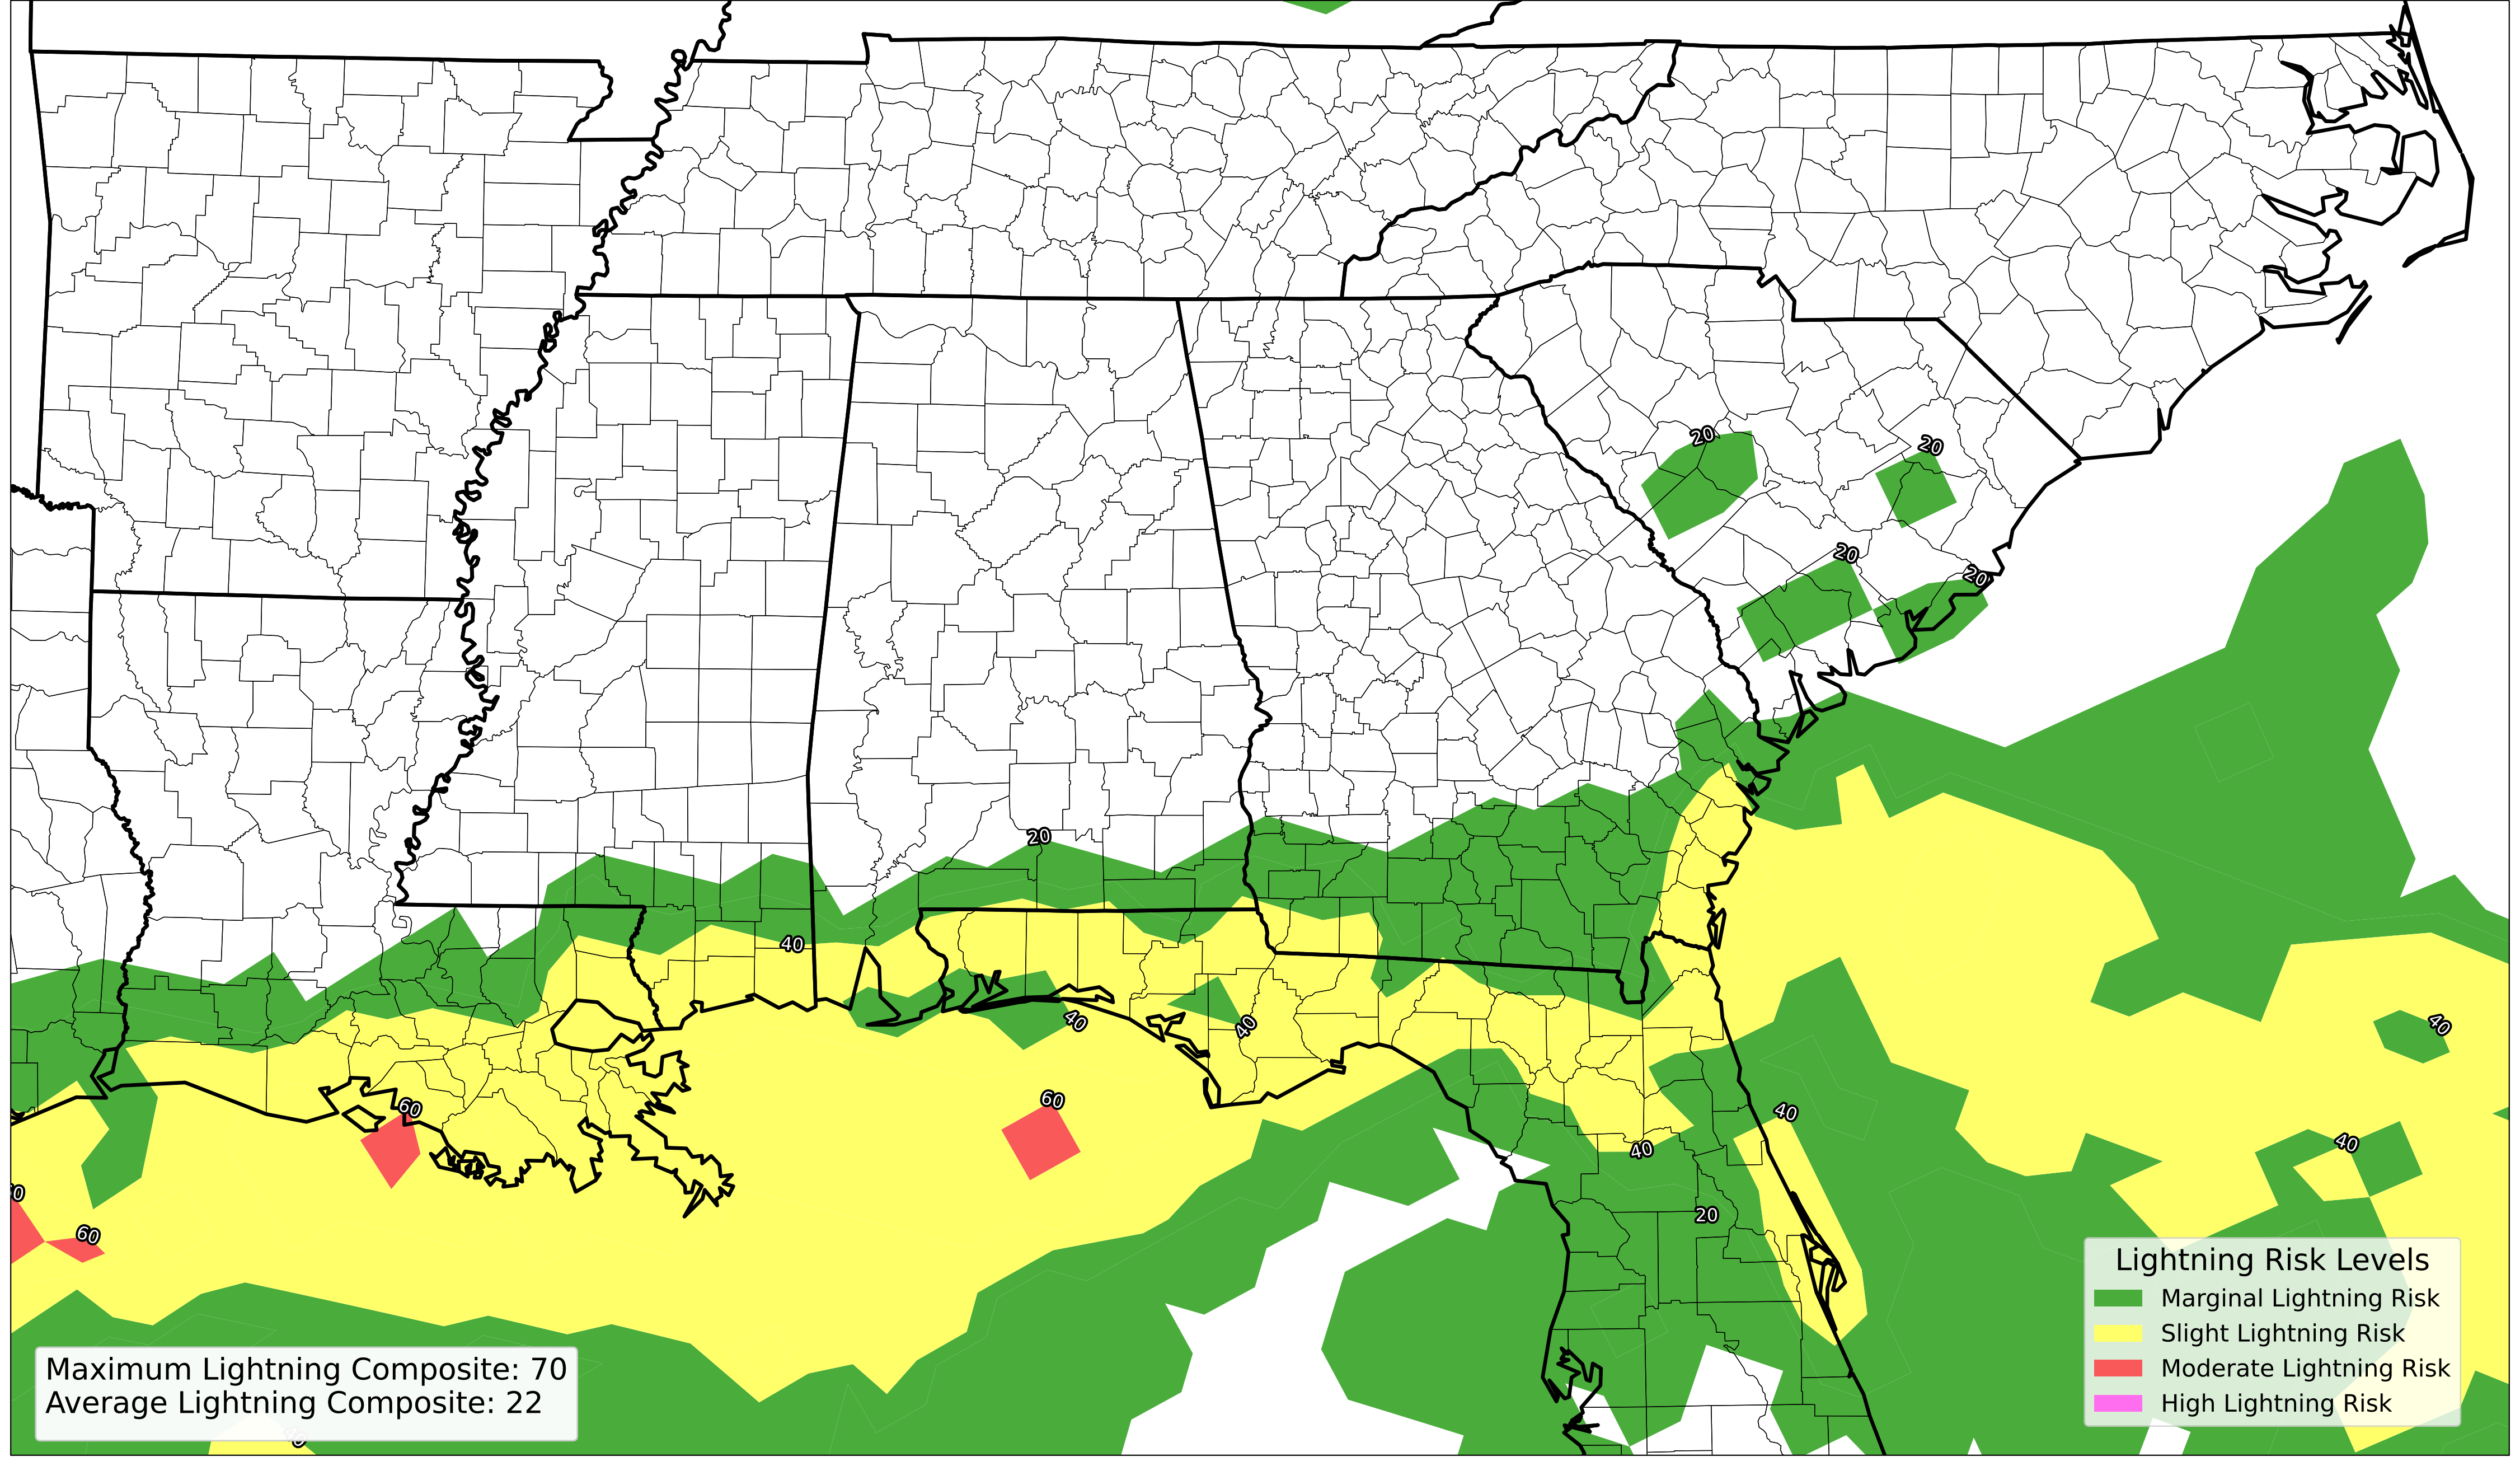 20
20
20
20
20
40
40
40
40
60
60
40
40
40
0
60
20
Lightning Risk Levels
Marginal Lightning Risk
Slight Lightning Risk
Moderate Lightning Risk
High Lightning Risk
Maximum Lightning Composite: 70
Average Lightning Composite: 22